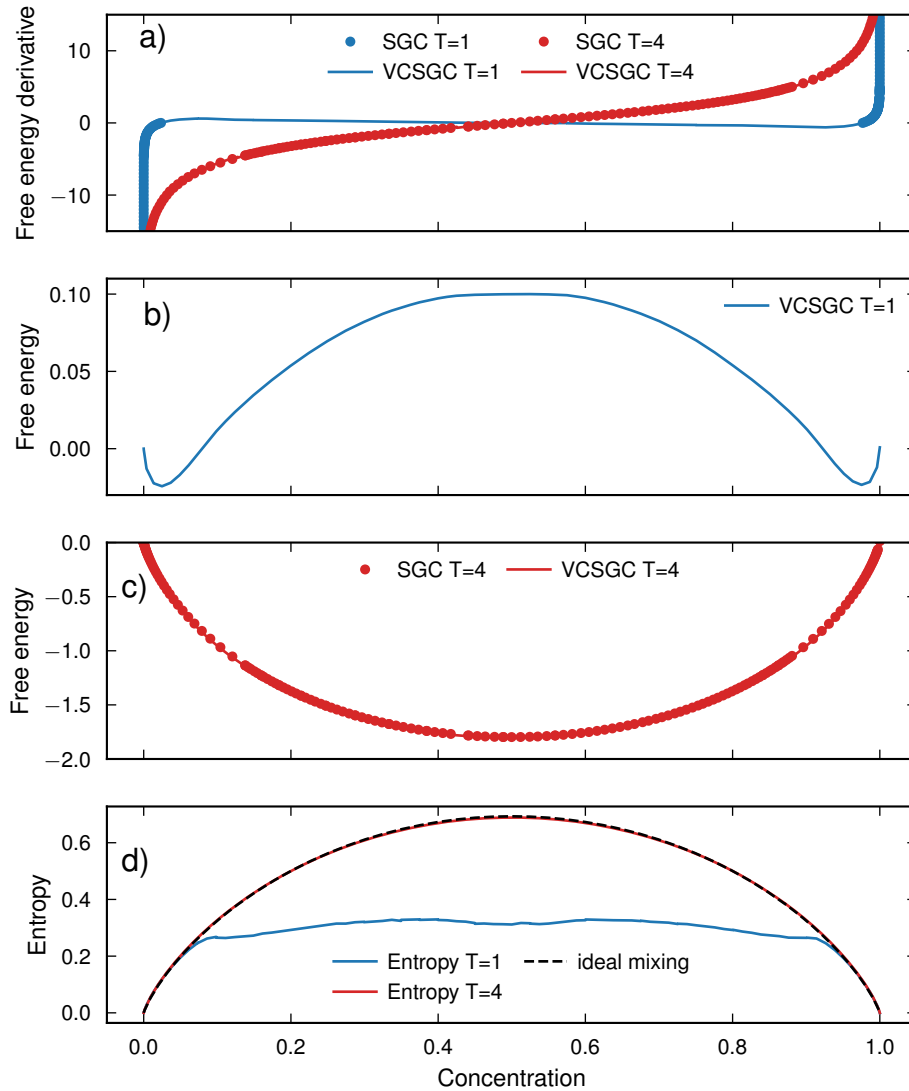 a)
SGC T=1 SGC T=4
VCSGC T=1 VCSGC T=4
Free energy derivative
10
0
−10
b)
VCSGC T=1
Free energy
0.10
0.05
0.00
c)
SGC T=4 VCSGC T=4
Free energy
0.0
−0.5
−1.0
−1.5
−2.0
d)
Entropy
0.6
0.4
0.2
0.0
Entropy T=1 ideal mixing
Entropy T=4
0.0 0.2 0.4 0.6 0.8 1.0
Concentration